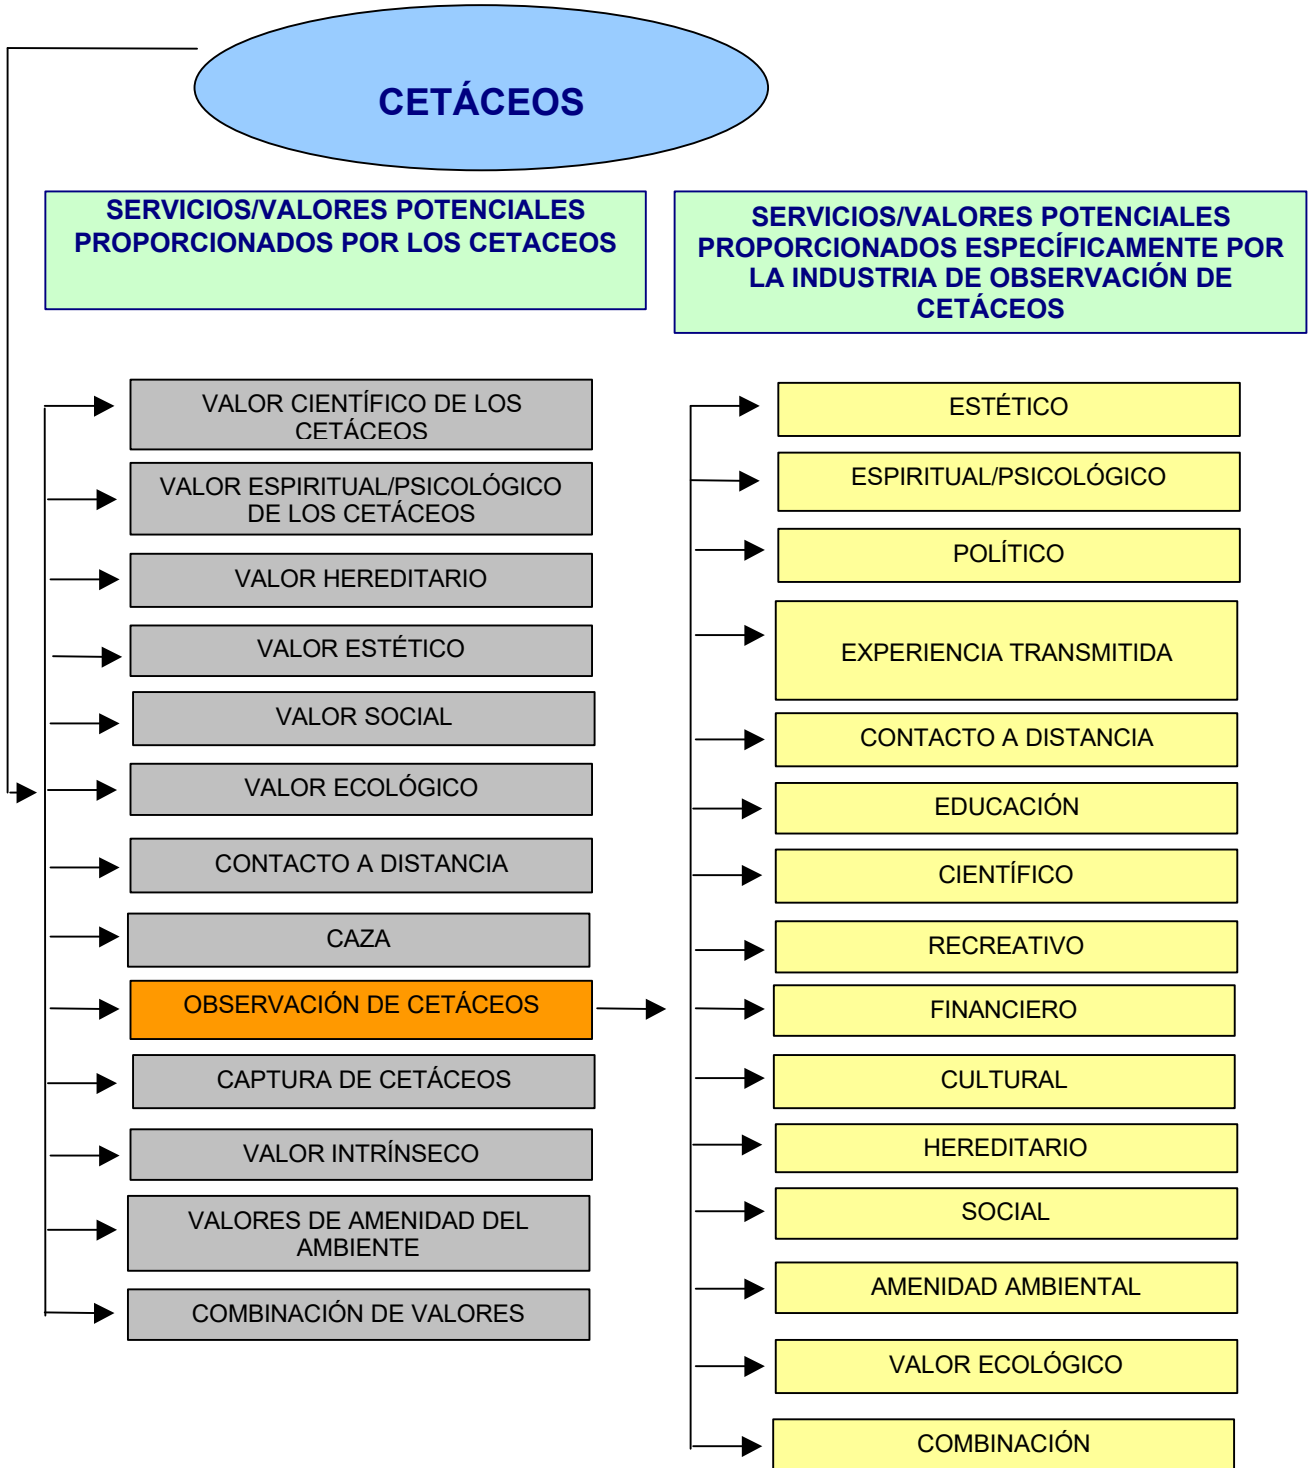 CETÁCEOS
SERVICIOS/VALORES POTENCIALES
PROPORCIONADOS POR LOS CETACEOS
SERVICIOS/VALORES POTENCIALES
PROPORCIONADOS ESPECÍFICAMENTE POR
LA INDUSTRIA DE OBSERVACIÓN DE
CETÁCEOS
VALOR CIENTÍFICO DE LOS
CETÁCEOS
VALOR ESPIRITUAL/PSICOLÓGICO
DE LOS CETÁCEOS
VALOR HEREDITARIO
VALOR ESTÉTICO
VALOR SOCIAL
VALOR ECOLÓGICO
CONTACTO A DISTANCIA
CAZA
OBSERVACIÓN DE CETÁCEOS
CAPTURA DE CETÁCEOS
VALOR INTRÍNSECO
VALORES DE AMENIDAD DEL
AMBIENTE
COMBINACIÓN DE VALORES
ESTÉTICO
ESPIRITUAL/PSICOLÓGICO
POLÍTICO
EXPERIENCIA TRANSMITIDA
CONTACTO A DISTANCIA
EDUCACIÓN
CIENTÍFICO
RECREATIVO
FINANCIERO
CULTURAL
HEREDITARIO
SOCIAL
AMENIDAD AMBIENTAL
VALOR ECOLÓGICO
COMBINACIÓN